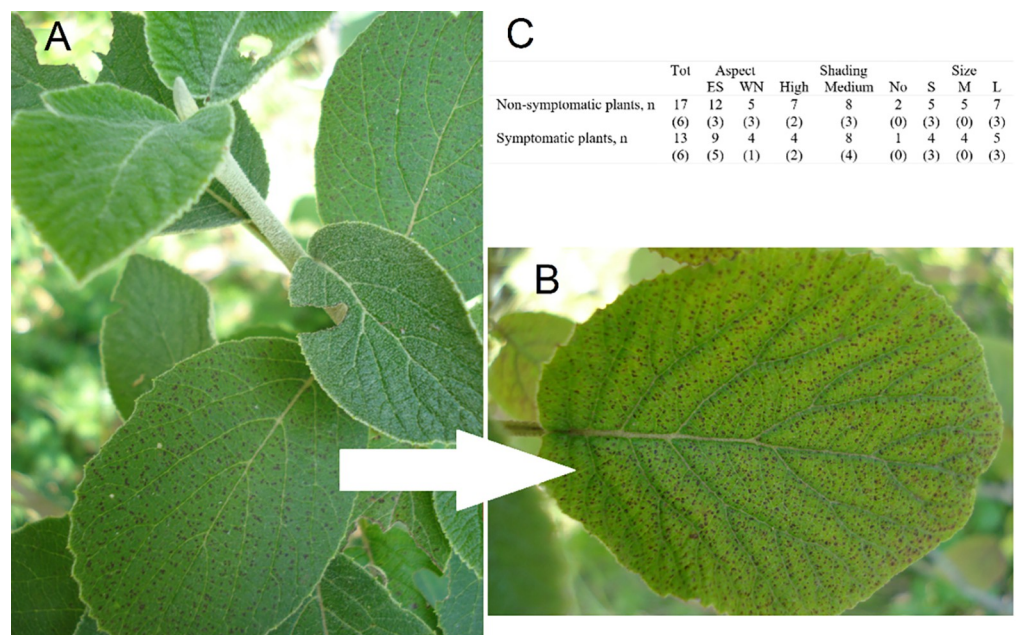 A
C
Tot Aspect Shading Size
ES WN High Medium No S M L
Non-symptomatic plants, n 17 12 5 7 8 2 5 5 7
(6) (3) (3) (2) (3) (0) (3) (0) (3)
Symptomatic plants, n 13 9 4 4 8 1 4 4 5
(6) (5) (1) (2) (4) (0) (3) (0) (3)
B